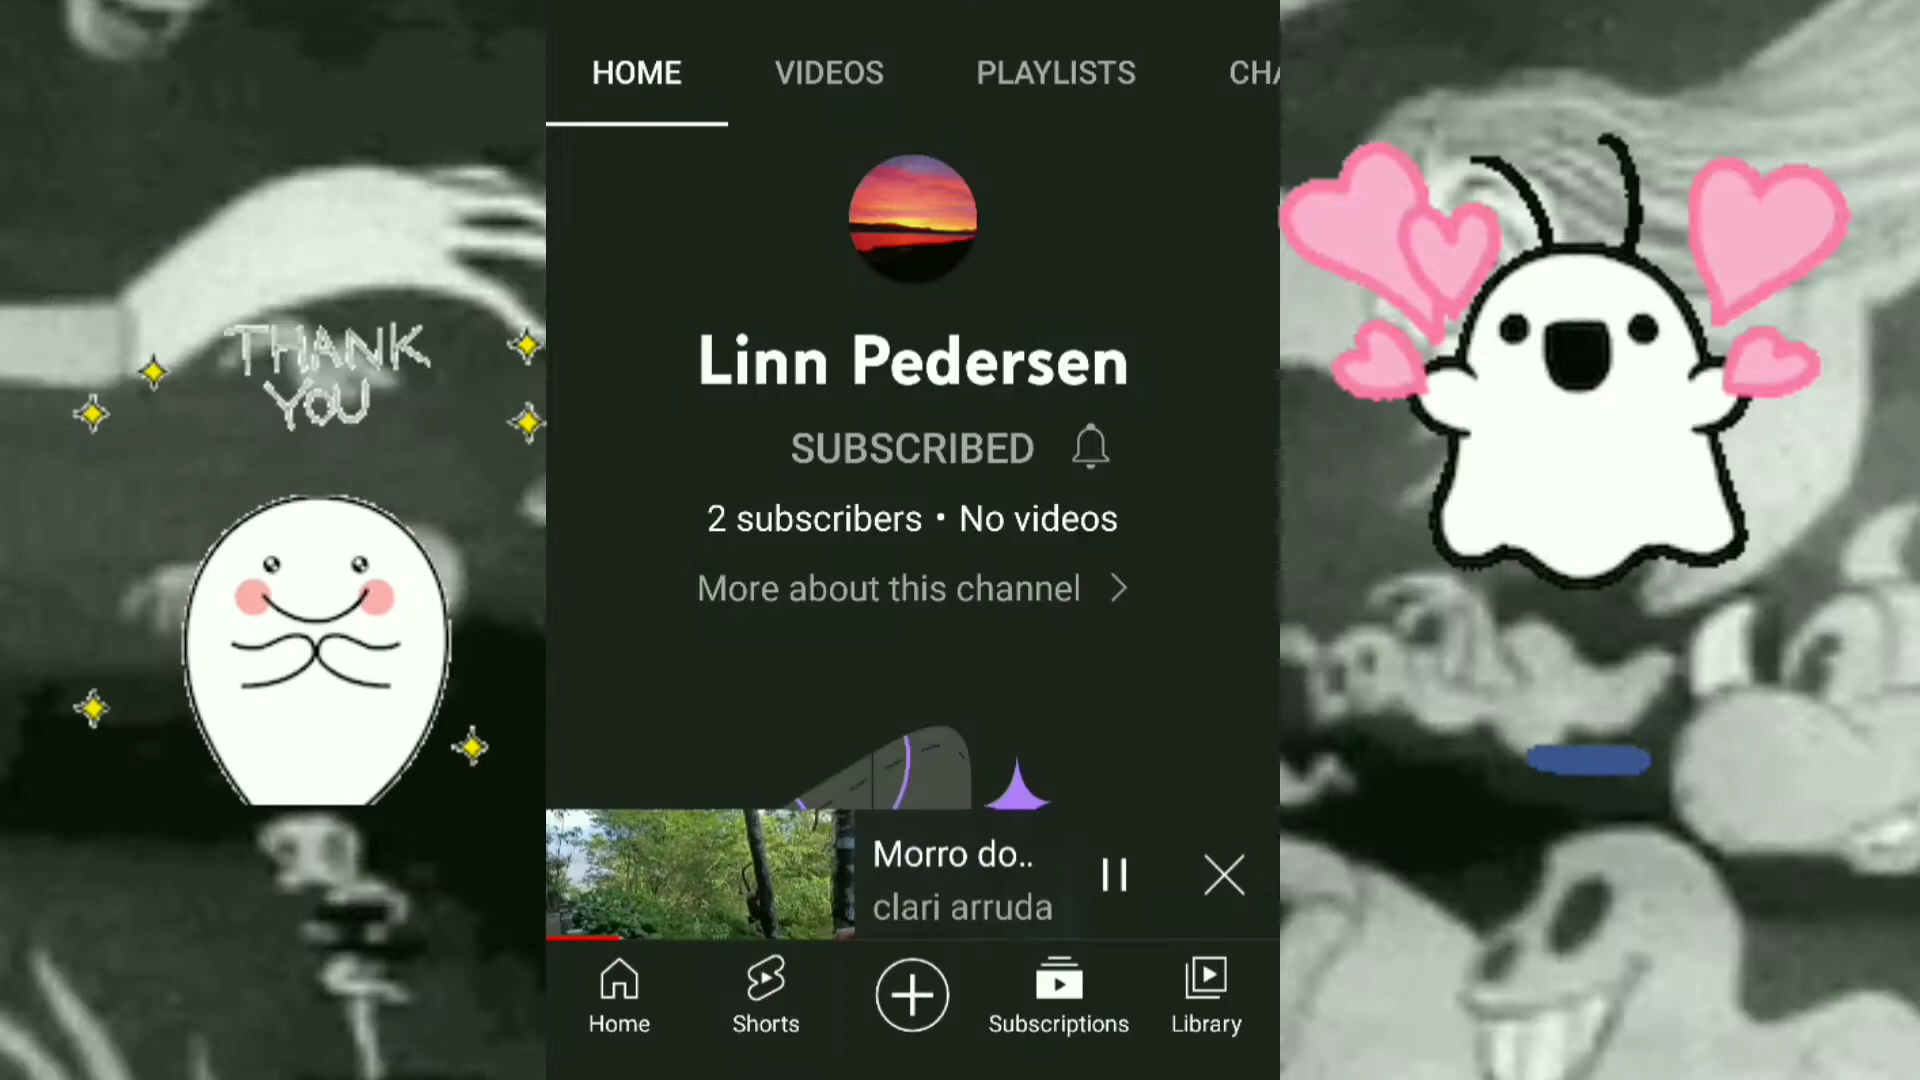 HOME VIDEOS PLAYLISTS CHA
THANK
YOU
Linn Pedersen
SUBSCRIBED
2 subscribers • No videos
More about this channel
Morro do..
clari arruda
Home Shorts Subscriptions Library